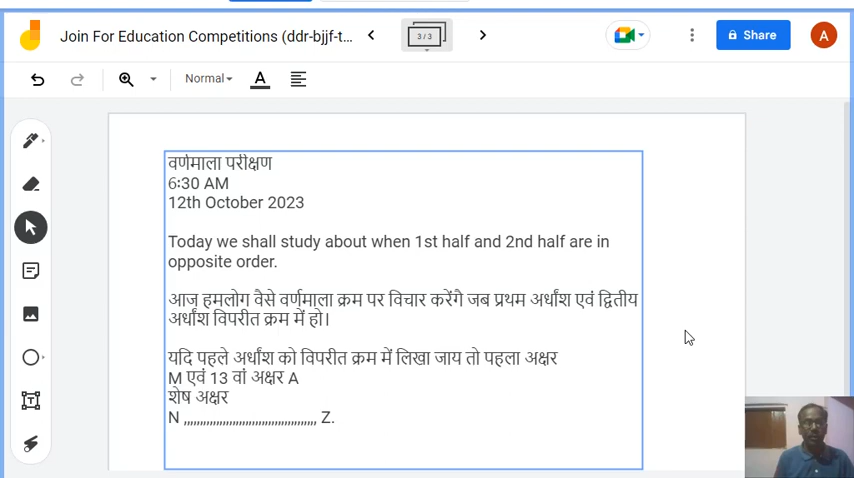 Join For Education Competitions (ddr-bjjf-t...
3 / 3
Share
A
Normal
A
वर्णमाला परीक्षण
6:30 AM
12th October 2023
Today we shall study about when 1st half and 2nd half are in
opposite order.
आज हमलोग वैसे वर्णमाला क्रम पर विचार करेंगै जब प्रथम अर्धांश एवं द्वितीय
अर्धांश विपरीत क्रम में हो।
यदि पहले अर्धांश को विपरीत क्रम में लिखा जाय तो पहला अक्षर
M एवं 13 वां अक्षर A
शेष अक्षर
N ,,,,,,,,,,,,,,,,,,,,,,,,,,,,,,,,,,,,,,,, Z.